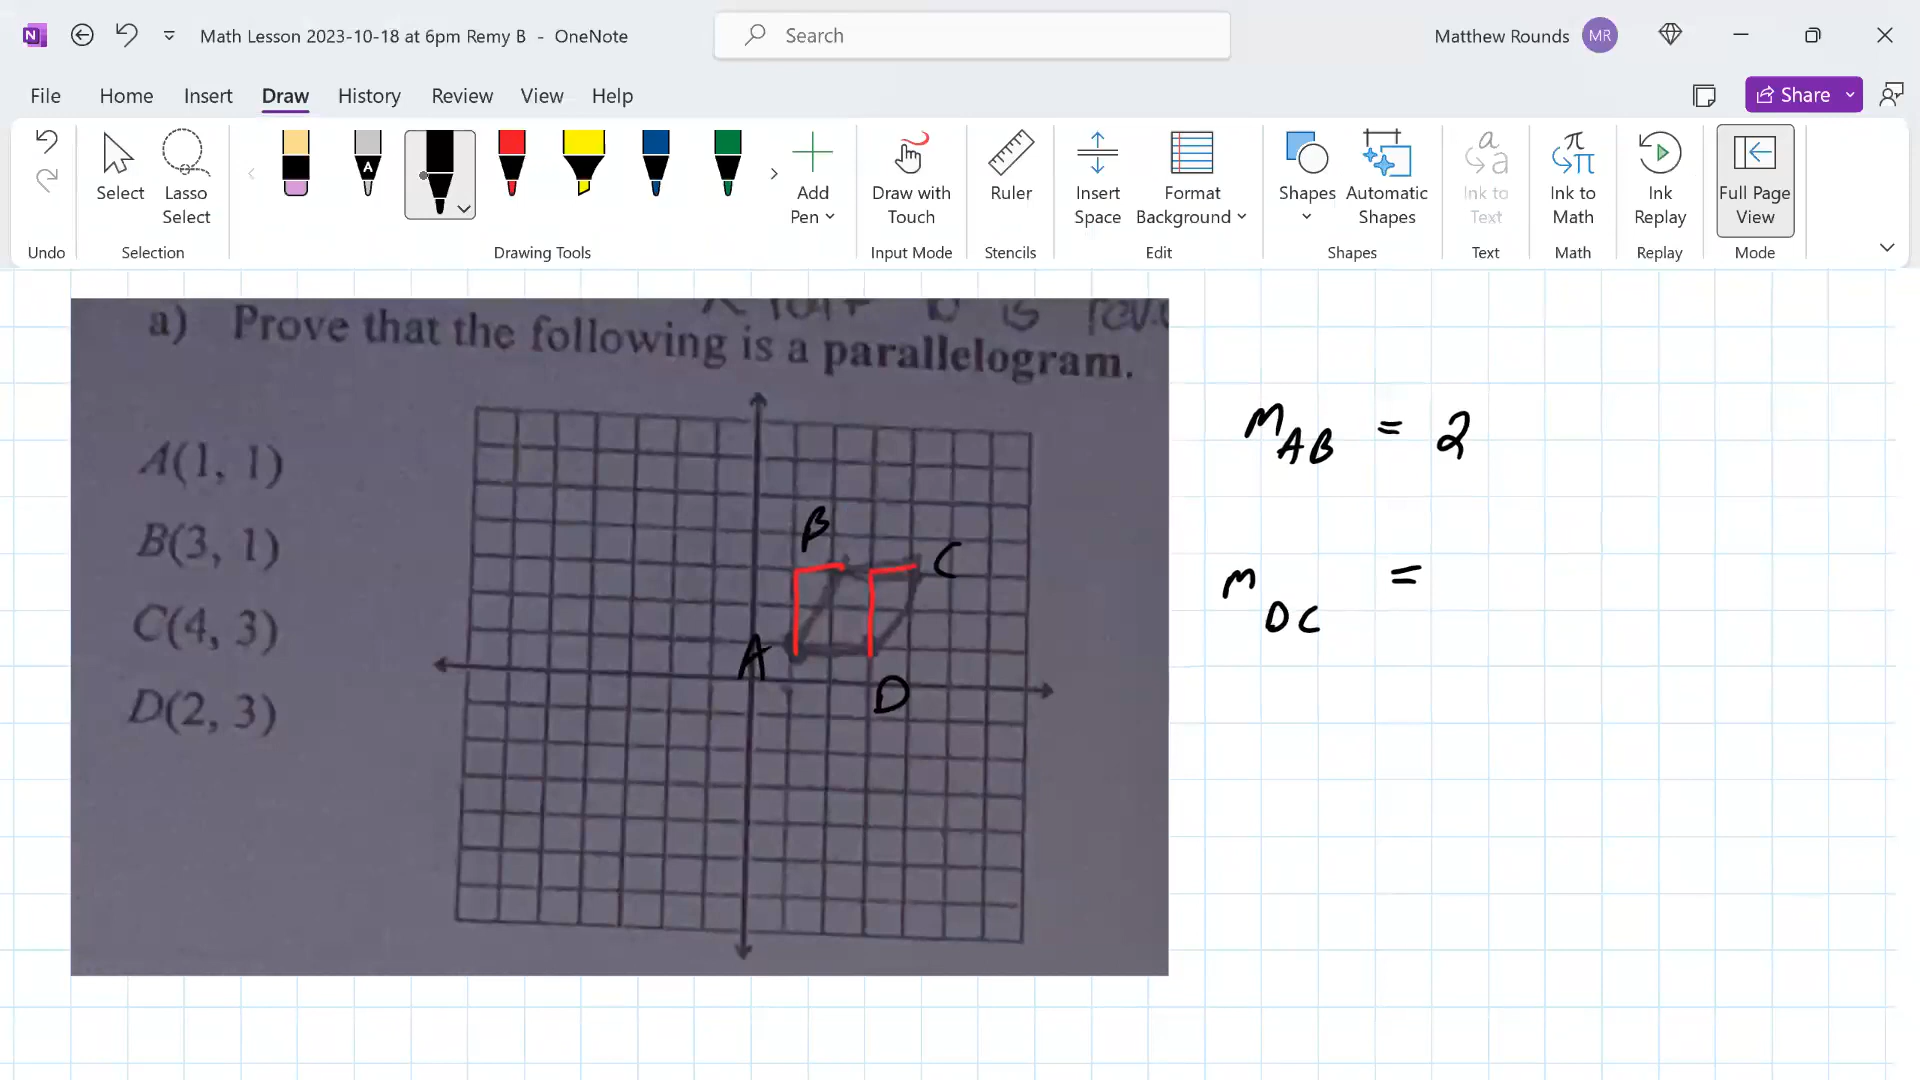 Math Lesson 2023-10-18 at 6pm Remy B - OneNote
Search
Matthew Rounds MR
File Home Insert Draw History Review View Help
Share
Select
Lasso Select
A
Add Pen
Draw with Touch
Ruler
Insert Space
Format Background
Shapes
Automatic Shapes
Ink to Text
Ink to Math
Ink Replay
Full Page View
Undo Selection Drawing Tools Input Mode Stencils Edit Shapes Text Math Replay Mode
is
a) Prove that the following is a parallelogram.
A(1, 1)
B(3, 1)
C(4, 3)
D(2, 3)
B
C
A
D
m AB = 2
m DC =